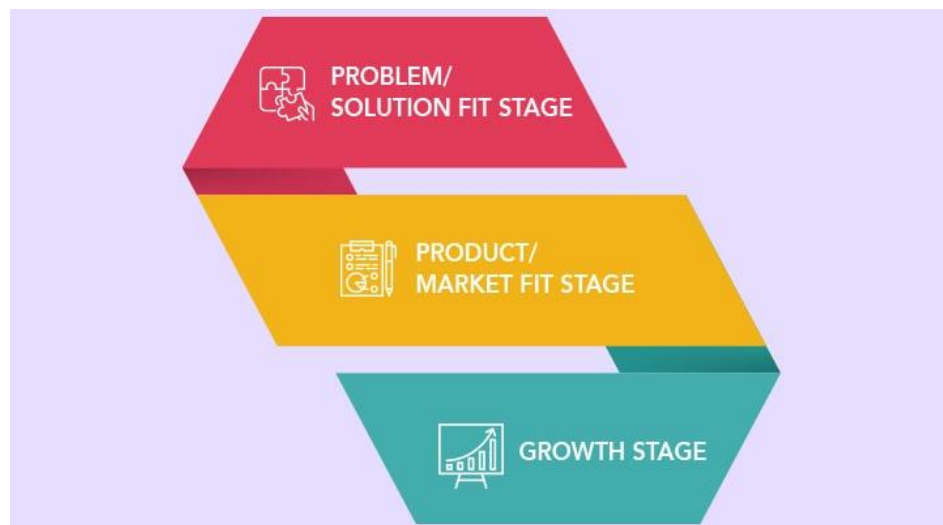 PROBLEM/
SOLUTION FIT STAGE
PRODUCT/
MARKET FIT STAGE
GROWTH STAGE